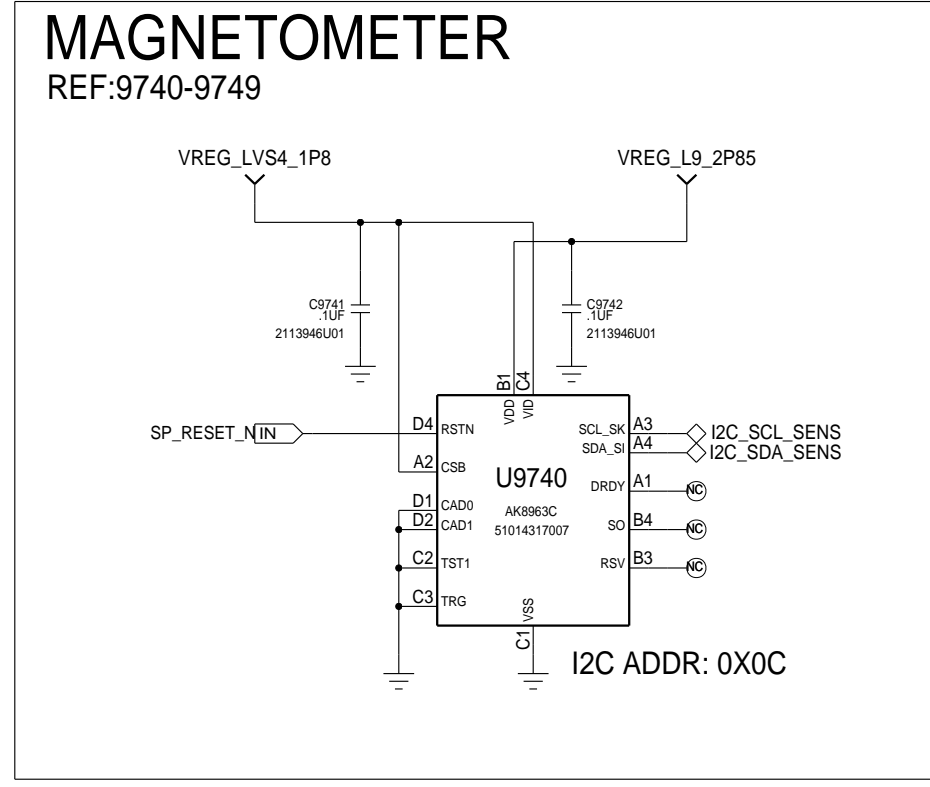 MAGNETOMETER
REF:9740-9749
VREG_LVS4_1P8
VREG_L9_2P85
C9741
.1UF
2113946U01
C9742
.1UF
2113946U01
B1
C4
VDD
VID
SP_RESET_N IN
D4 RSTN
A2 CSB
D1 CAD0
D2 CAD1
C2 TST1
C3 TRG
U9740
AK8963C
51014317007
SCL_SK A3 I2C_SCL_SENS
SDA_SI A4 I2C_SDA_SENS
DRDY A1 NC
SO B4 NC
RSV B3 NC
VSS
C1
I2C ADDR: 0X0C